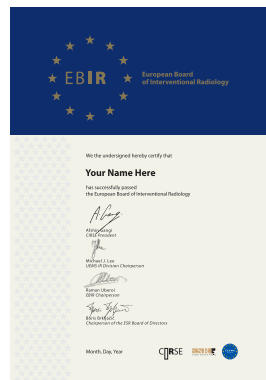 EBIR
European Board
of Interventional Radiology
We the undersigned hereby certify that
Your Name Here
has successfully passed
the European Board of Interventional Radiology
Afshin Gangi
CIRSE President
Michael J. Lee
UEMS IR Division Chairperson
Raman Uberoi
EBIR Chairperson
Boris Brkljačić
Chairperson of the ESR Board of Directors
Month, Day, Year
CIRSE